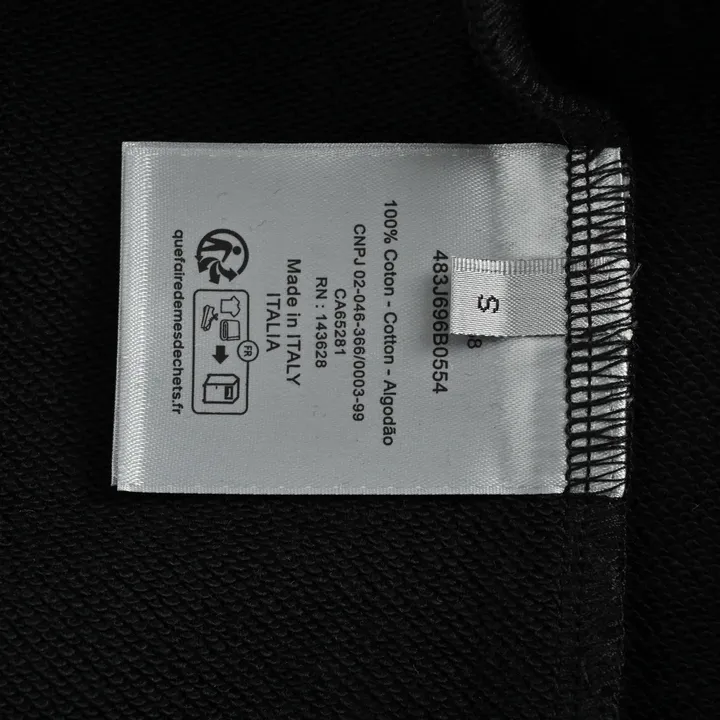 S
8
483J696B0554
100% Coton - Cotton - Algodão
CNPJ 02-046-366/0003-99
CA65281
RN : 143628
Made in ITALY
ITALIA
FR
quefairedemesdechets.fr